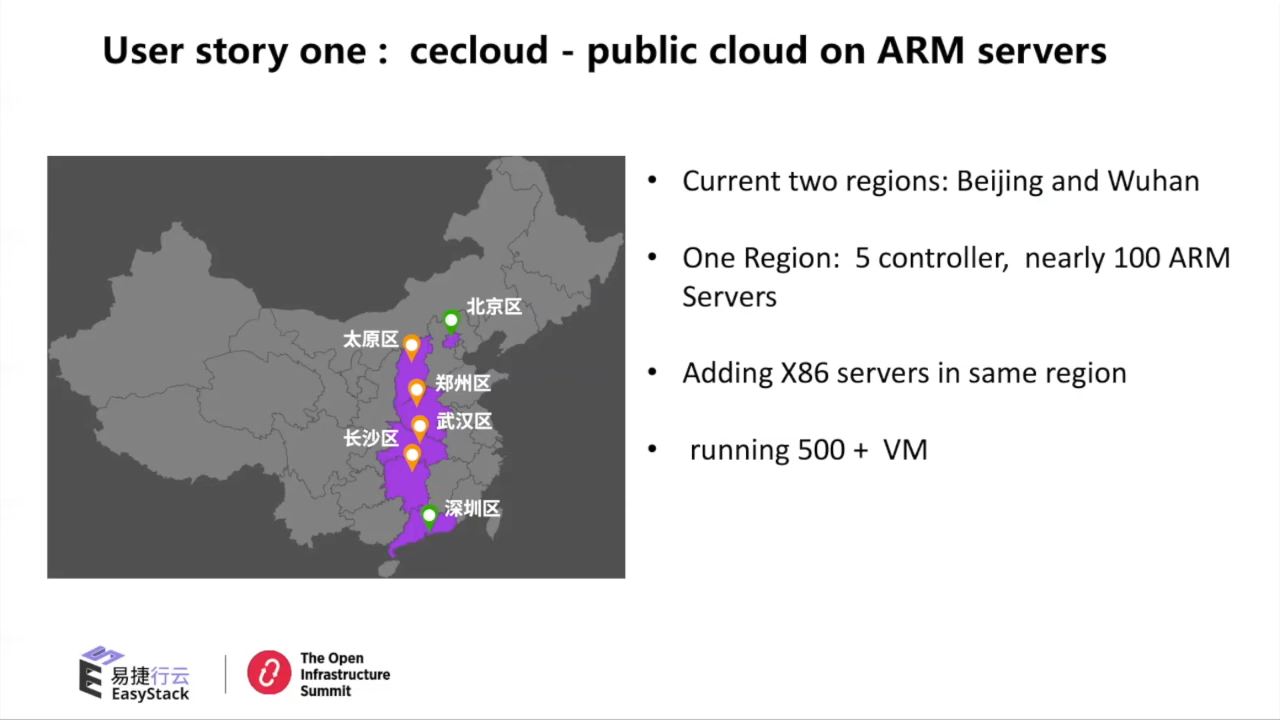 User story one :  cecloud - public cloud on ARM servers
北京区
太原区
郑州区
武汉区
长沙区
深圳区
• Current two regions: Beijing and Wuhan
• One Region:  5 controller,  nearly 100 ARM
Servers
• Adding X86 servers in same region
• running 500 +  VM
易捷行云
EasyStack
The Open
Infrastructure
Summit